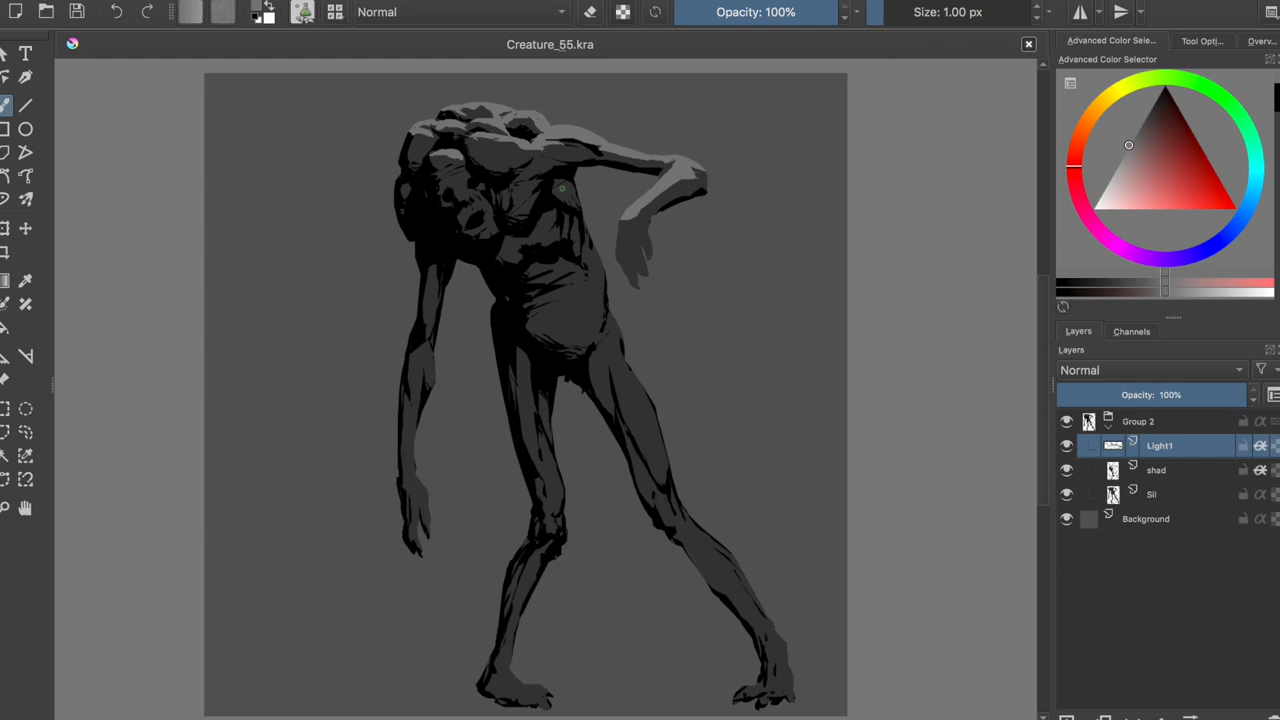 Normal
Opacity: 100%
Size: 1.00 px
Creature_55.kra
Advanced Color Sele...
Tool Opti...
Overv...
Advanced Color Selector
Layers
Channels
Layers
Normal
Opacity: 100%
Group 2
Light1
shad
Sil
Background